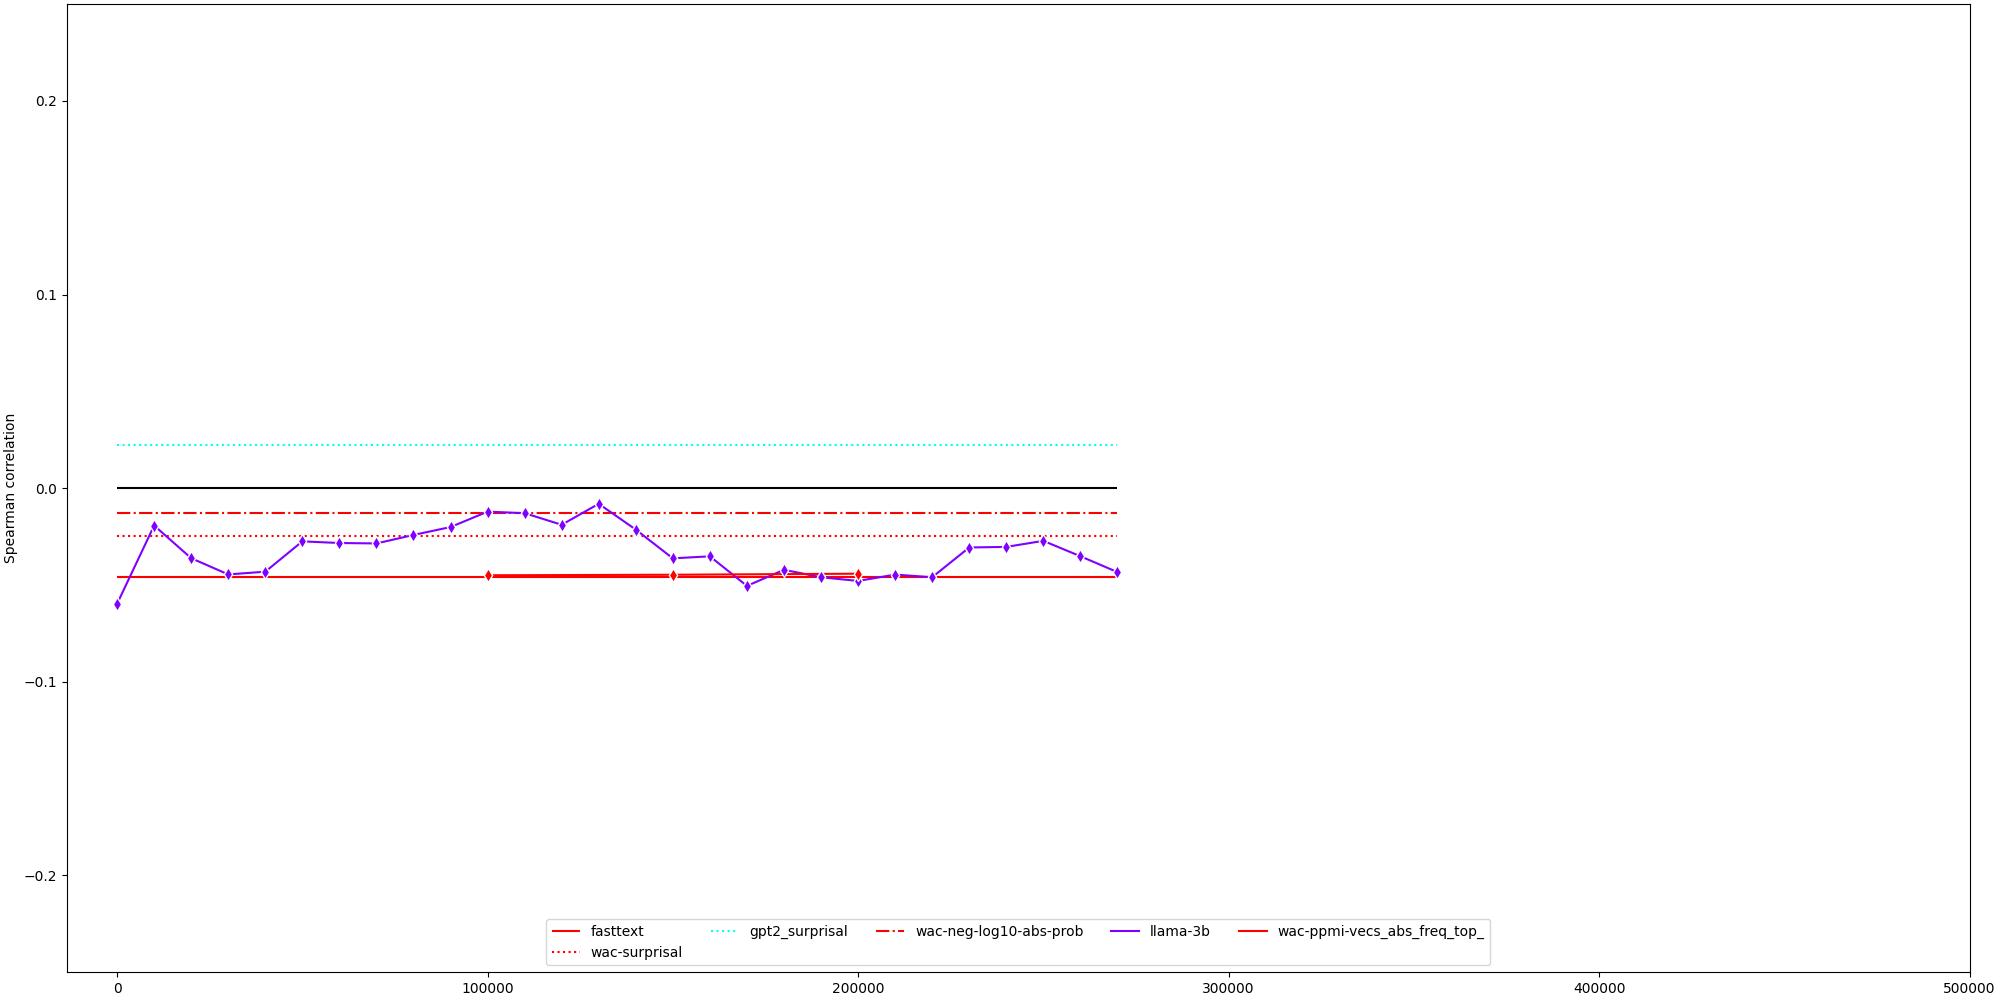 0.2
0.1
0.0
−0.1
−0.2
Spearman correlation
fasttext
wac-surprisal
gpt2_surprisal
wac-neg-log10-abs-prob
llama-3b
wac-ppmi-vecs_abs_freq_top_
0
100000
200000
300000
400000
500000